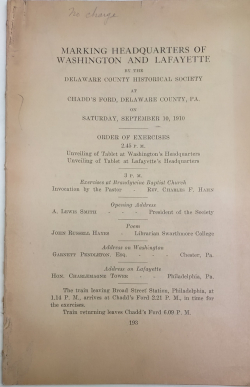 No charge
MARKING HEADQUARTERS OF
WASHINGTON AND LAFAYETTE
BY THE
DELAWARE COUNTY HISTORICAL SOCIETY
AT
CHADD'S FORD, DELAWARE COUNTY, PA.
ON
SATURDAY, SEPTEMBER 10, 1910
ORDER OF EXERCISES
2.45 P. M.
Unveiling of Tablet at Washington's Headquarters
Unveiling of Tablet at Lafayette's Headquarters
3 P. M.
Exercises at Brandywine Baptist Church
Invocation by the Pastor - REV. CHARLES F.
Opening Address
A. LEWIS SMITH - - - President of the Society
Poem
JOHN RUSSELL HAYES - Librarian Swarthmore College
Address on Washington
GARNETT PENDLETON ESQ. - - Chester, Pa.
Address on Lafayette
HON. CHARLEMAGNE TOWER - - Philadelphia, Pa.
The train leaving Broad Street Station, Philadelphia, at
1.14 P. M., arrives at Chadd's Ford 2.21 P. M., in time for
the exercises.
Train returning leaves Chadd's Ford 6.09 P. M.